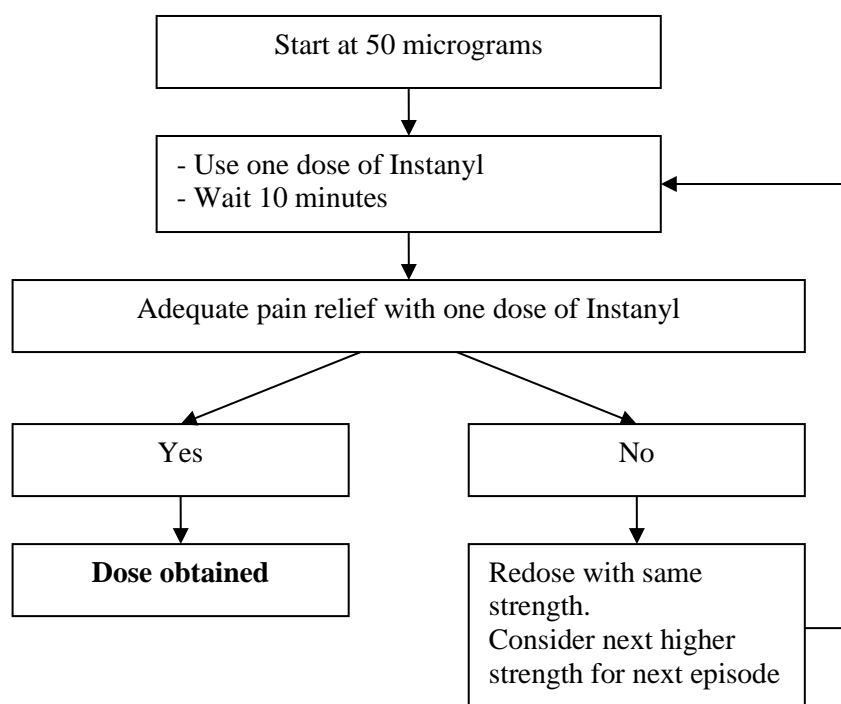 Start at 50 micrograms
- Use one dose of Instanyl
- Wait 10 minutes
Adequate pain relief with one dose of Instanyl
Yes
No
Dose obtained
Redose with same
strength.
Consider next higher
strength for next episode